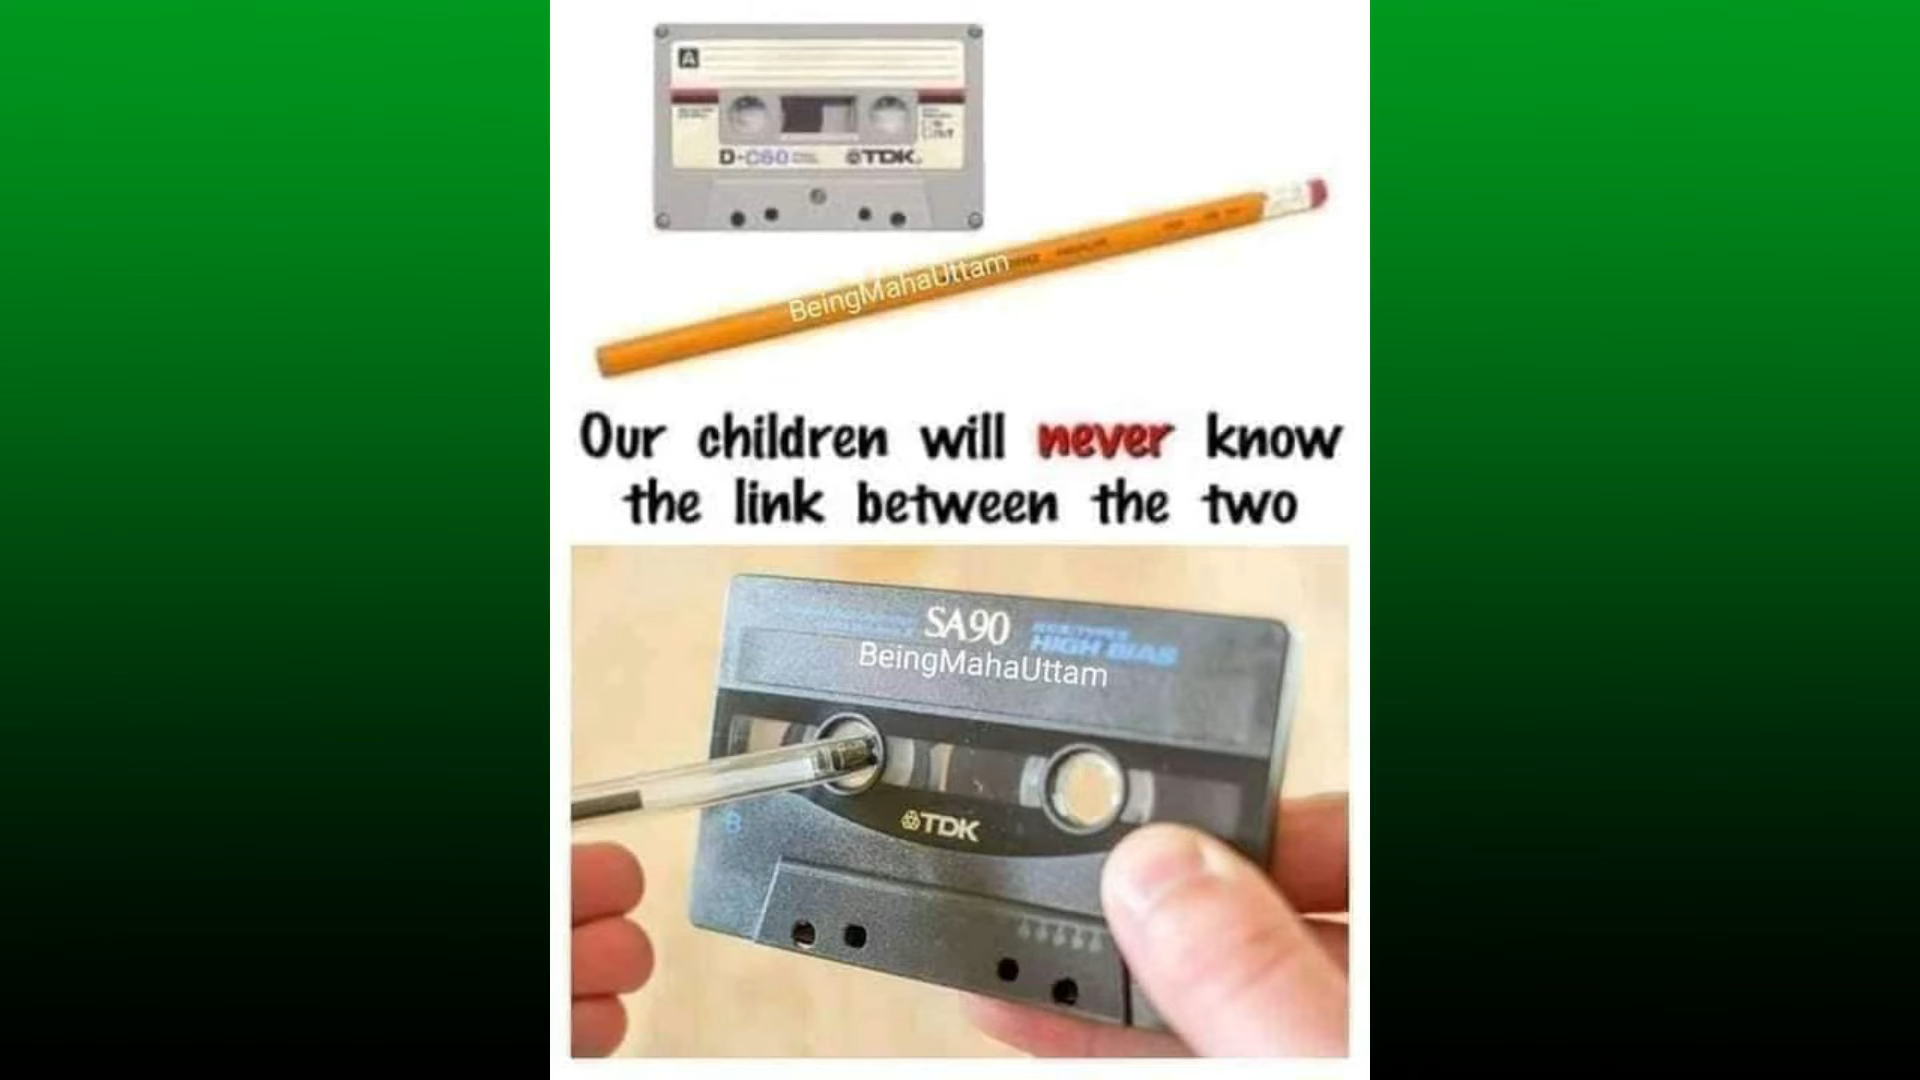 A
D-C60
TDK
BeingMahaUttam
Our children will never know
the link between the two
SA90
HIGH BIAS
BeingMahaUttam
B
TDK